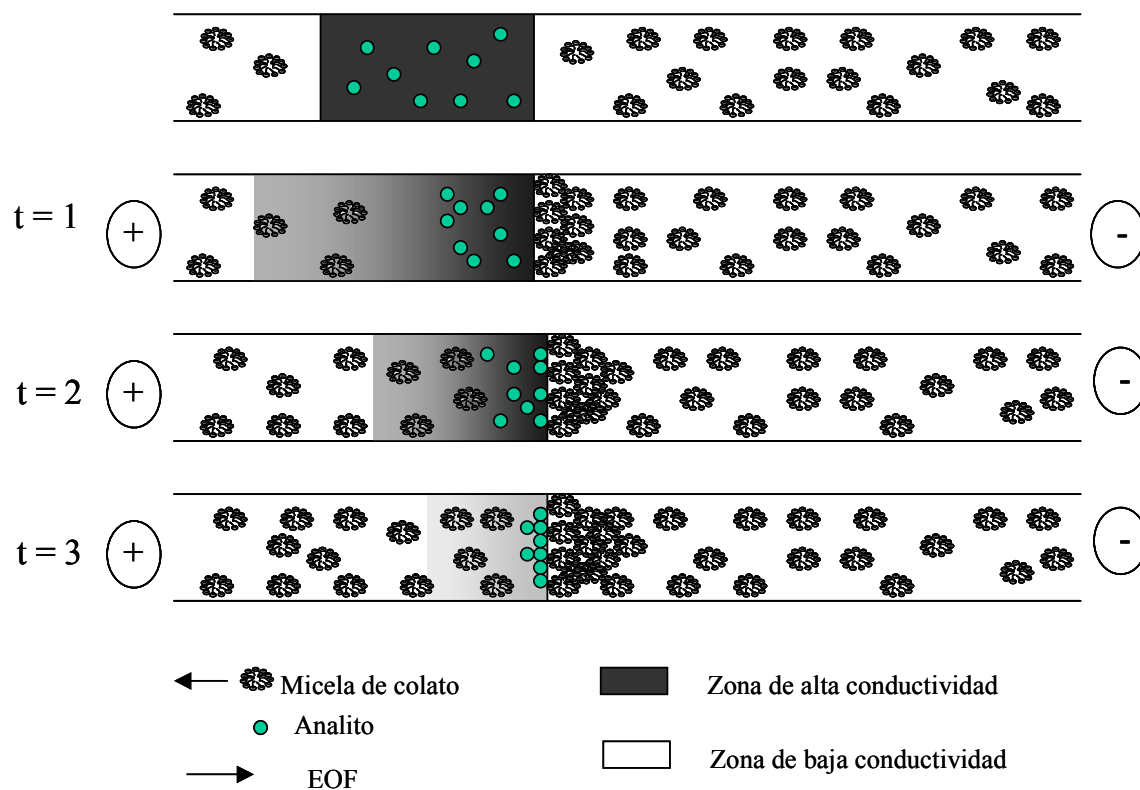 t = 1
+
-
t = 2
+
-
t = 3
+
-
Micela de colato
Zona de alta conductividad
Analito
Zona de baja conductividad
EOF